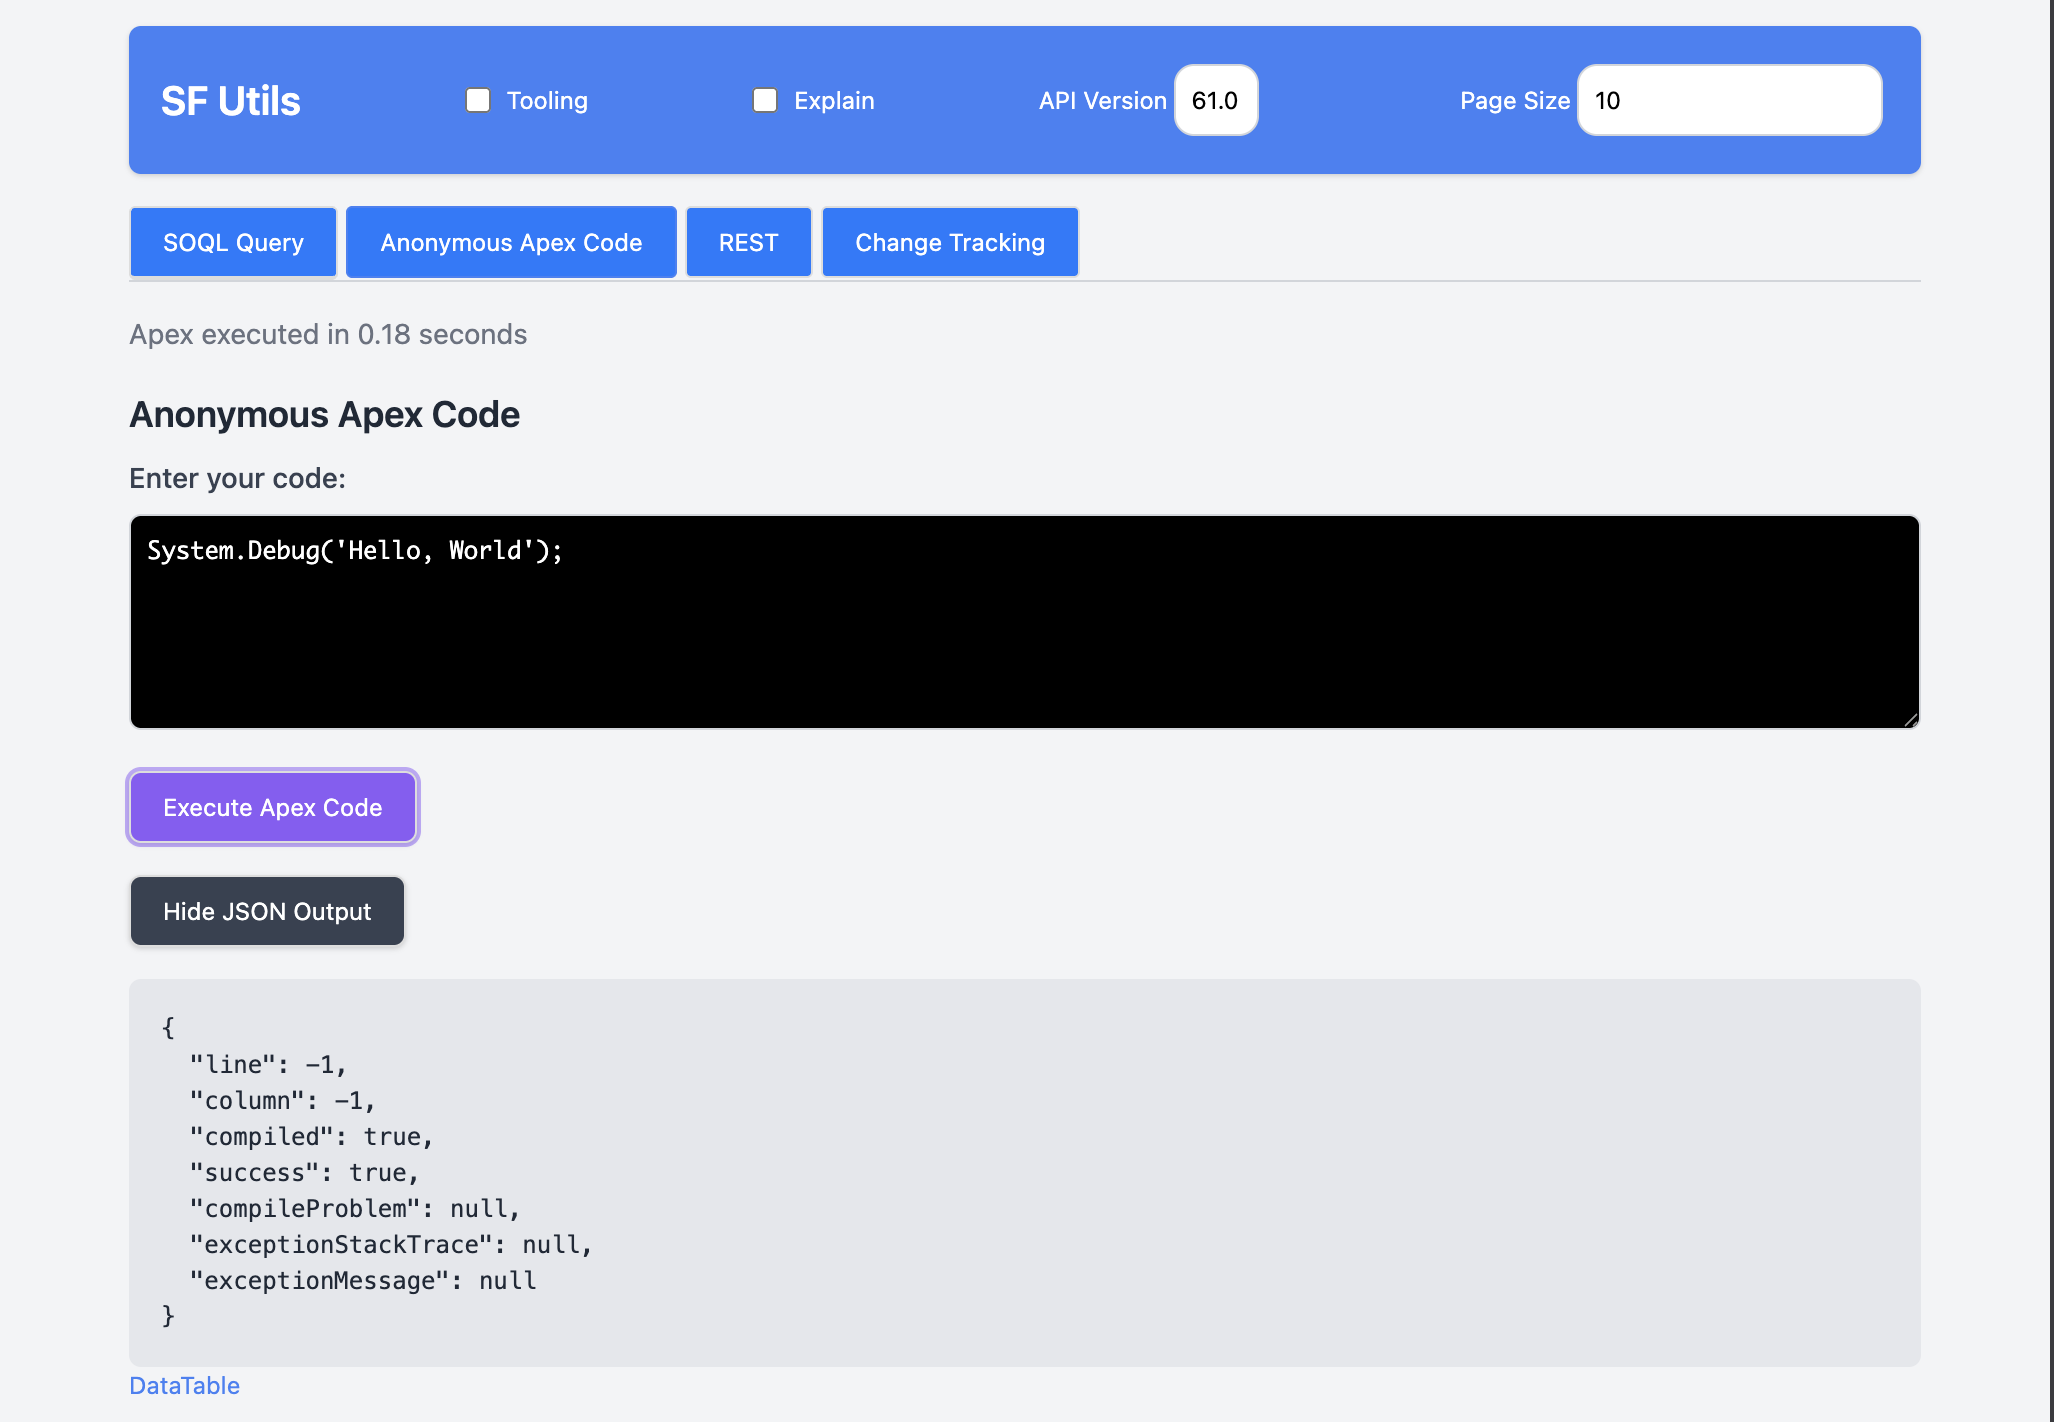 SF Utils Tooling Explain API Version 61.0 Page Size 10
SOQL Query Anonymous Apex Code REST Change Tracking
Apex executed in 0.18 seconds
Anonymous Apex Code
Enter your code:
System.Debug('Hello, World');
Execute Apex Code
Hide JSON Output
{
  "line": -1,
  "column": -1,
  "compiled": true,
  "success": true,
  "compileProblem": null,
  "exceptionStackTrace": null,
  "exceptionMessage": null
}
DataTable